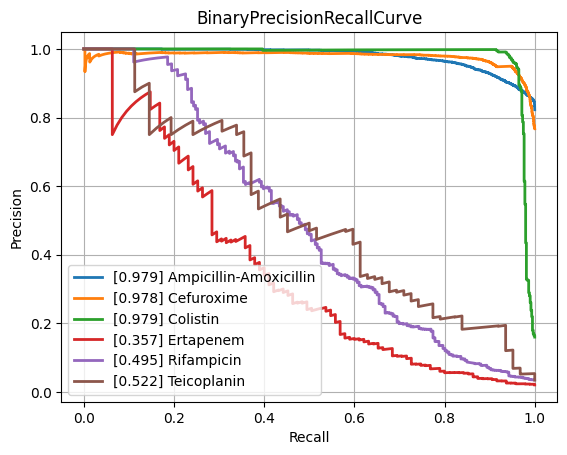 BinaryPrecisionRecallCurve
Precision
1.0
0.8
0.6
0.4
0.2
0.0
[0.979] Ampicillin-Amoxicillin
[0.978] Cefuroxime
[0.979] Colistin
[0.357] Ertapenem
[0.495] Rifampicin
[0.522] Teicoplanin
0.0 0.2 0.4 0.6 0.8 1.0
Recall